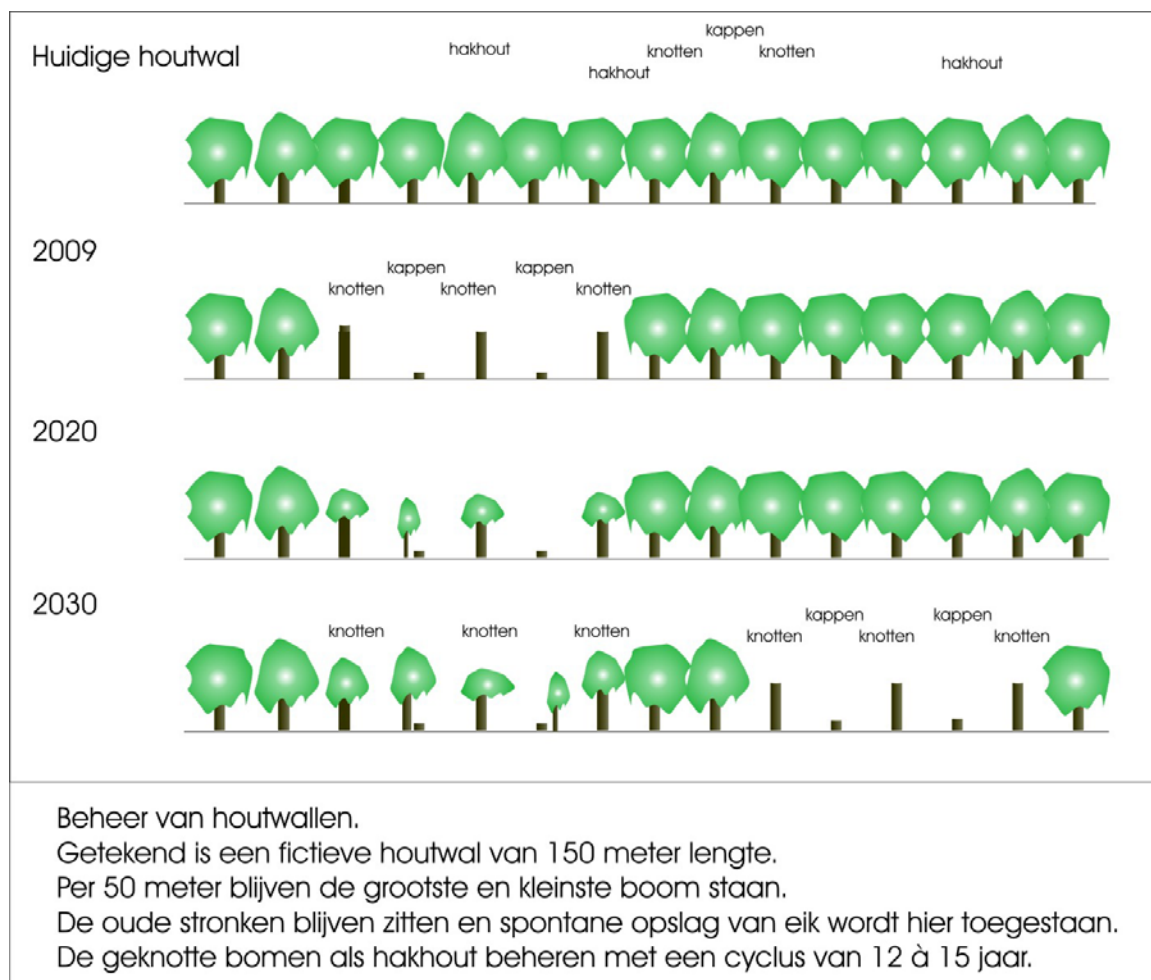 kappen
hakhout knotten knotten
Huidige houtwal
hakhout hakhout
2009
kappen kappen
knotten knotten knotten
2020
2030
kappen kappen
knotten knotten knotten knotten knotten knotten
Beheer van houtwallen.
Getekend is een fictieve houtwal van 150 meter lengte.
Per 50 meter blijven de grootste en kleinste boom staan.
De oude stronken blijven zitten en spontane opslag van eik wordt hier toegestaan.
De geknotte bomen als hakhout beheren met een cyclus van 12 à 15 jaar.